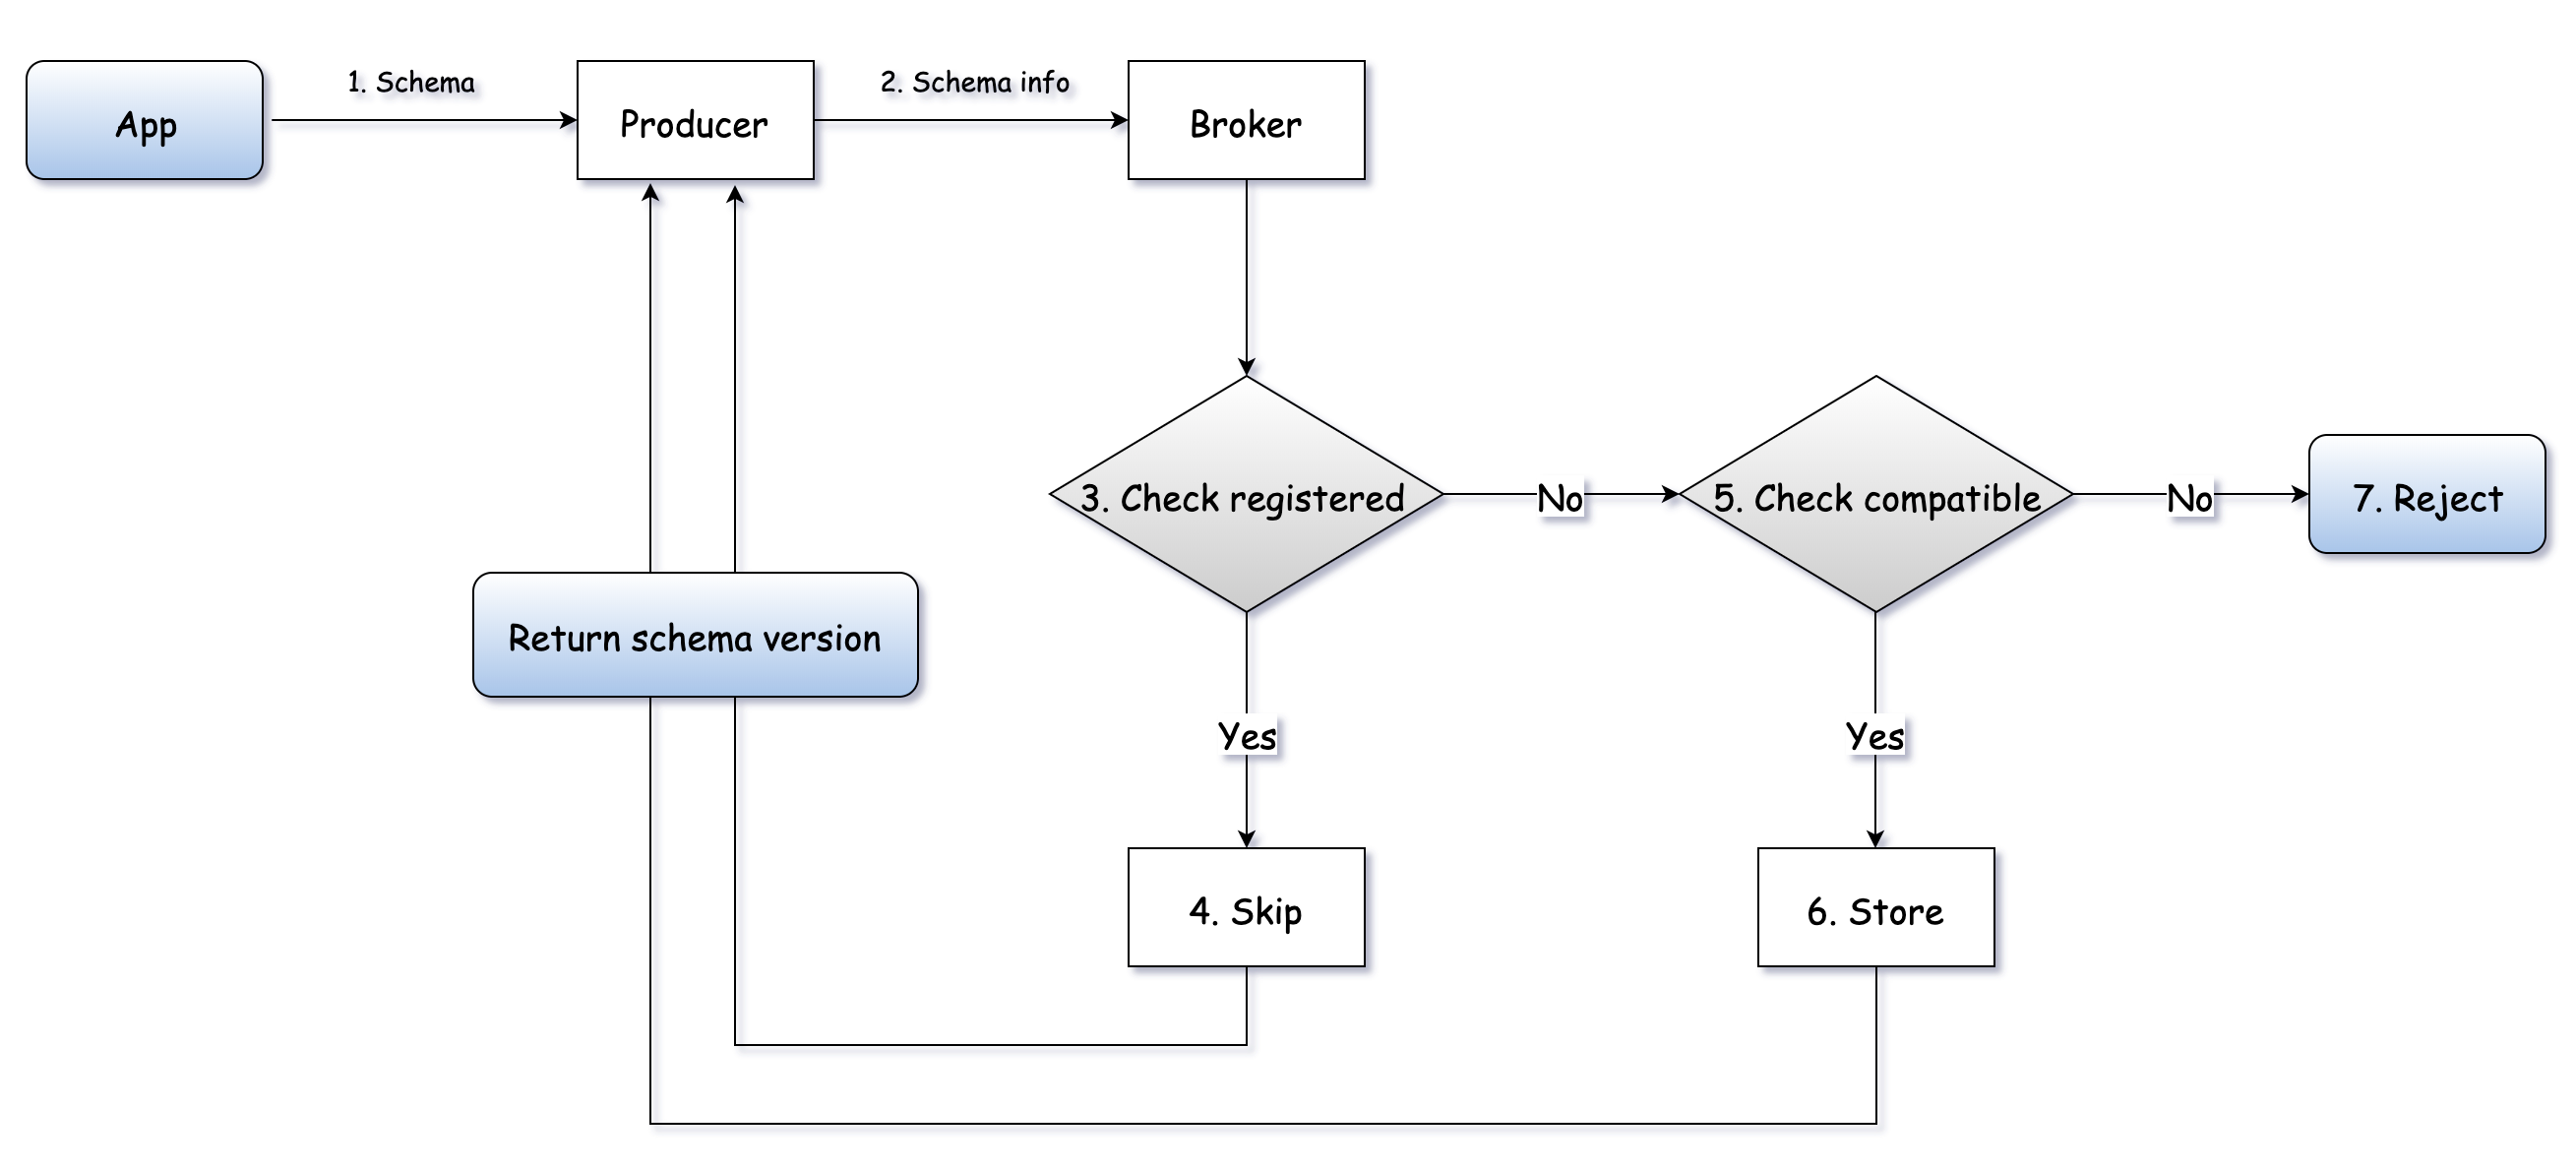 App
1. Schema
Producer
2. Schema info
Broker
3. Check registered
No
5. Check compatible
No
7. Reject
Return schema version
Yes
Yes
4. Skip
6. Store